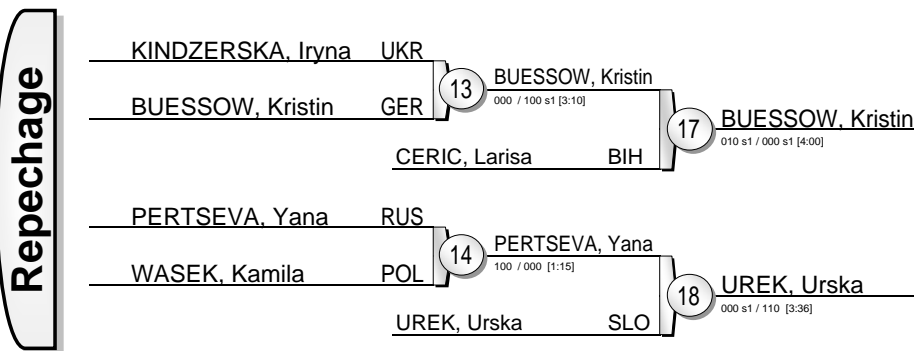 Repechage
KINDZERSKA, Iryna UKR
BUESSOW, Kristin GER
13
BUESSOW, Kristin
000 / 100 s1 [3:10]
CERIC, Larisa BIH
17
BUESSOW, Kristin
010 s1 / 000 s1 [4:00]
PERTSEVA, Yana RUS
WASEK, Kamila POL
14
PERTSEVA, Yana
100 / 000 [1:15]
UREK, Urska SLO
18
UREK, Urska
000 s1 / 110 [3:36]